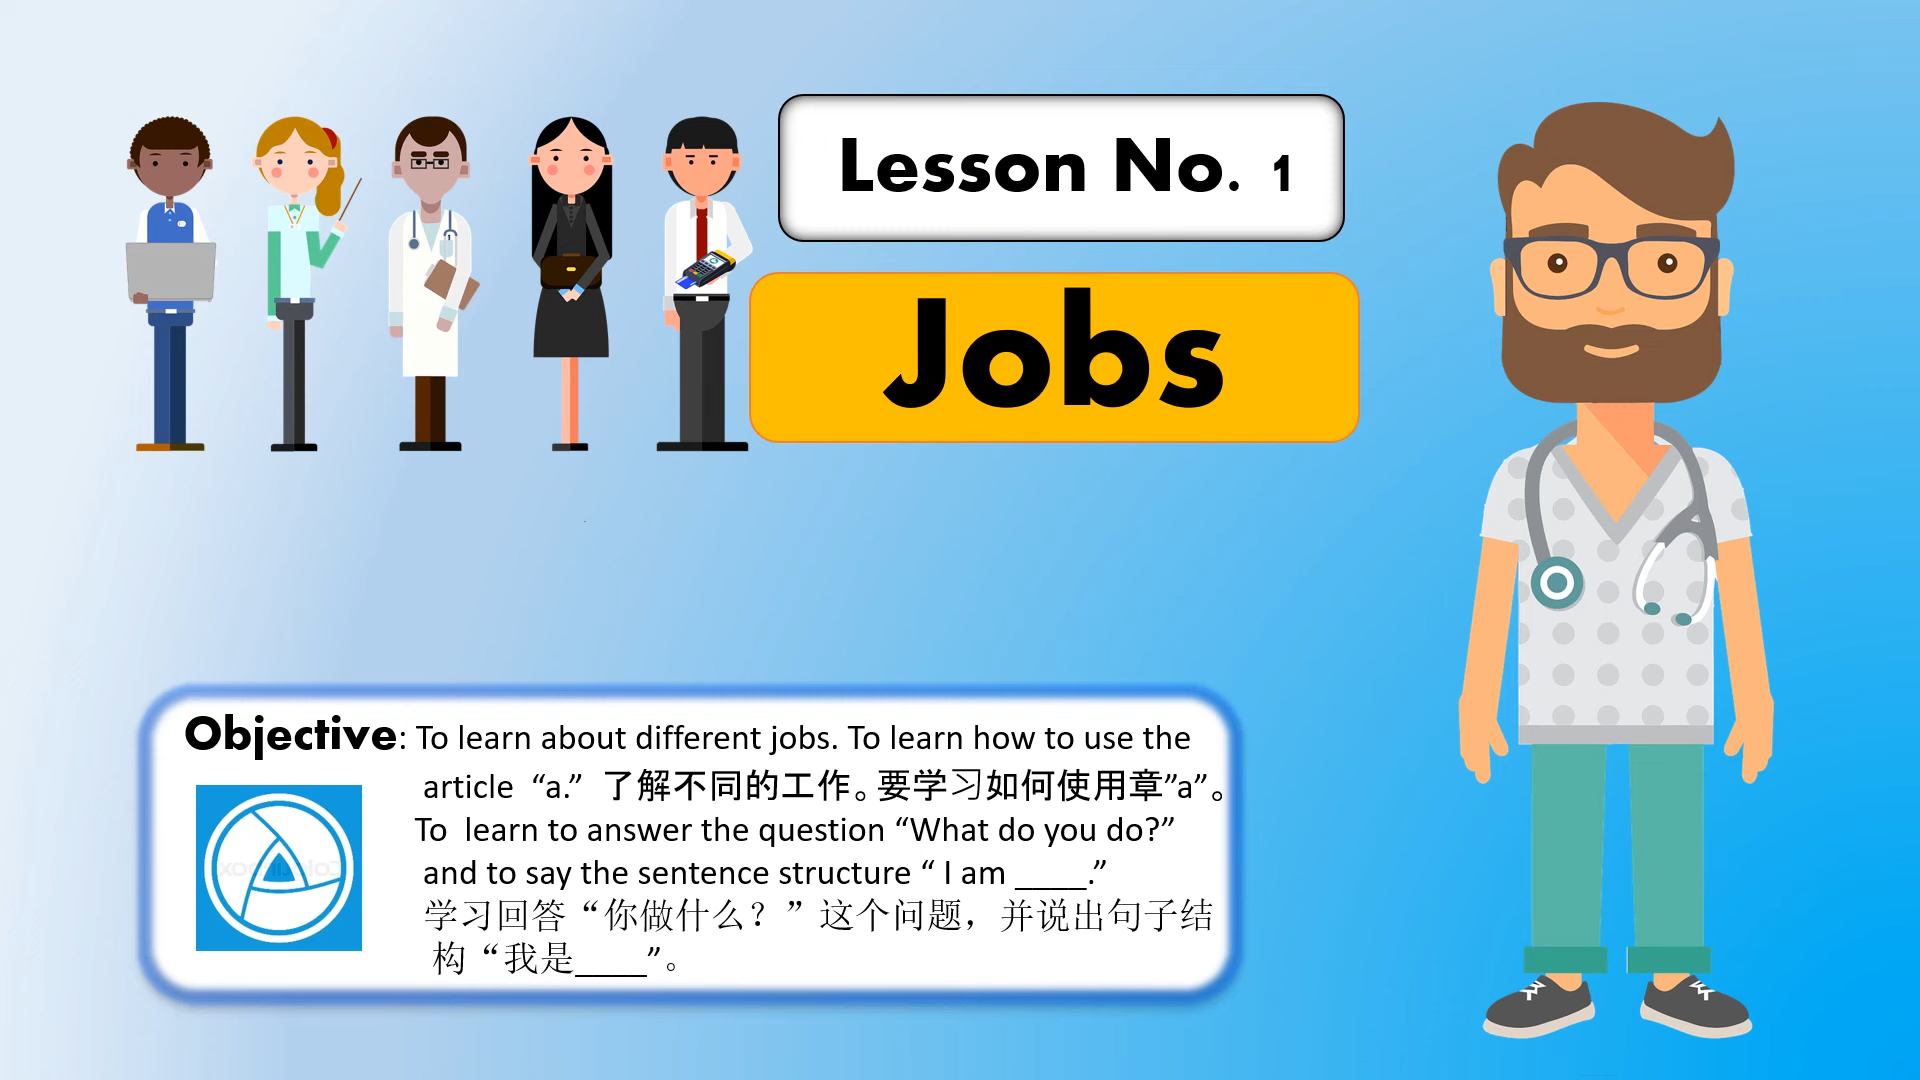 Lesson No. 1
Jobs
Objective: To learn about different jobs. To learn how to use the
article “a.” 了解不同的工作。要学习如何使用章”a”。
To learn to answer the question “What do you do?”
and to say the sentence structure “ I am ____.”
学习回答“你做什么？”这个问题，并说出句子结
构“我是____”。